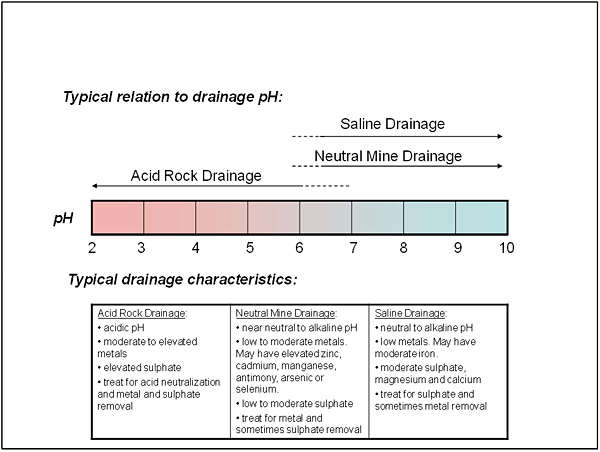 Typical relation to drainage pH:
Saline Drainage
Neutral Mine Drainage
Acid Rock Drainage
pH
2 3 4 5 6 7 8 9 10
Typical drainage characteristics:
Acid Rock Drainage:
• acidic pH
• moderate to elevated
metals
• elevated sulphate
• treat for acid neutralization
and metal and sulphate
removal
Neutral Mine Drainage:
• near neutral to alkaline pH
• low to moderate metals.
May have elevated zinc,
cadmium, manganese,
antimony, arsenic or
selenium.
• low to moderate sulphate
• treat for metal and
sometimes sulphate removal
Saline Drainage:
• neutral to alkaline pH
• low metals. May have
moderate iron.
• moderate sulphate,
magnesium and calcium
• treat for sulphate and
sometimes metal removal